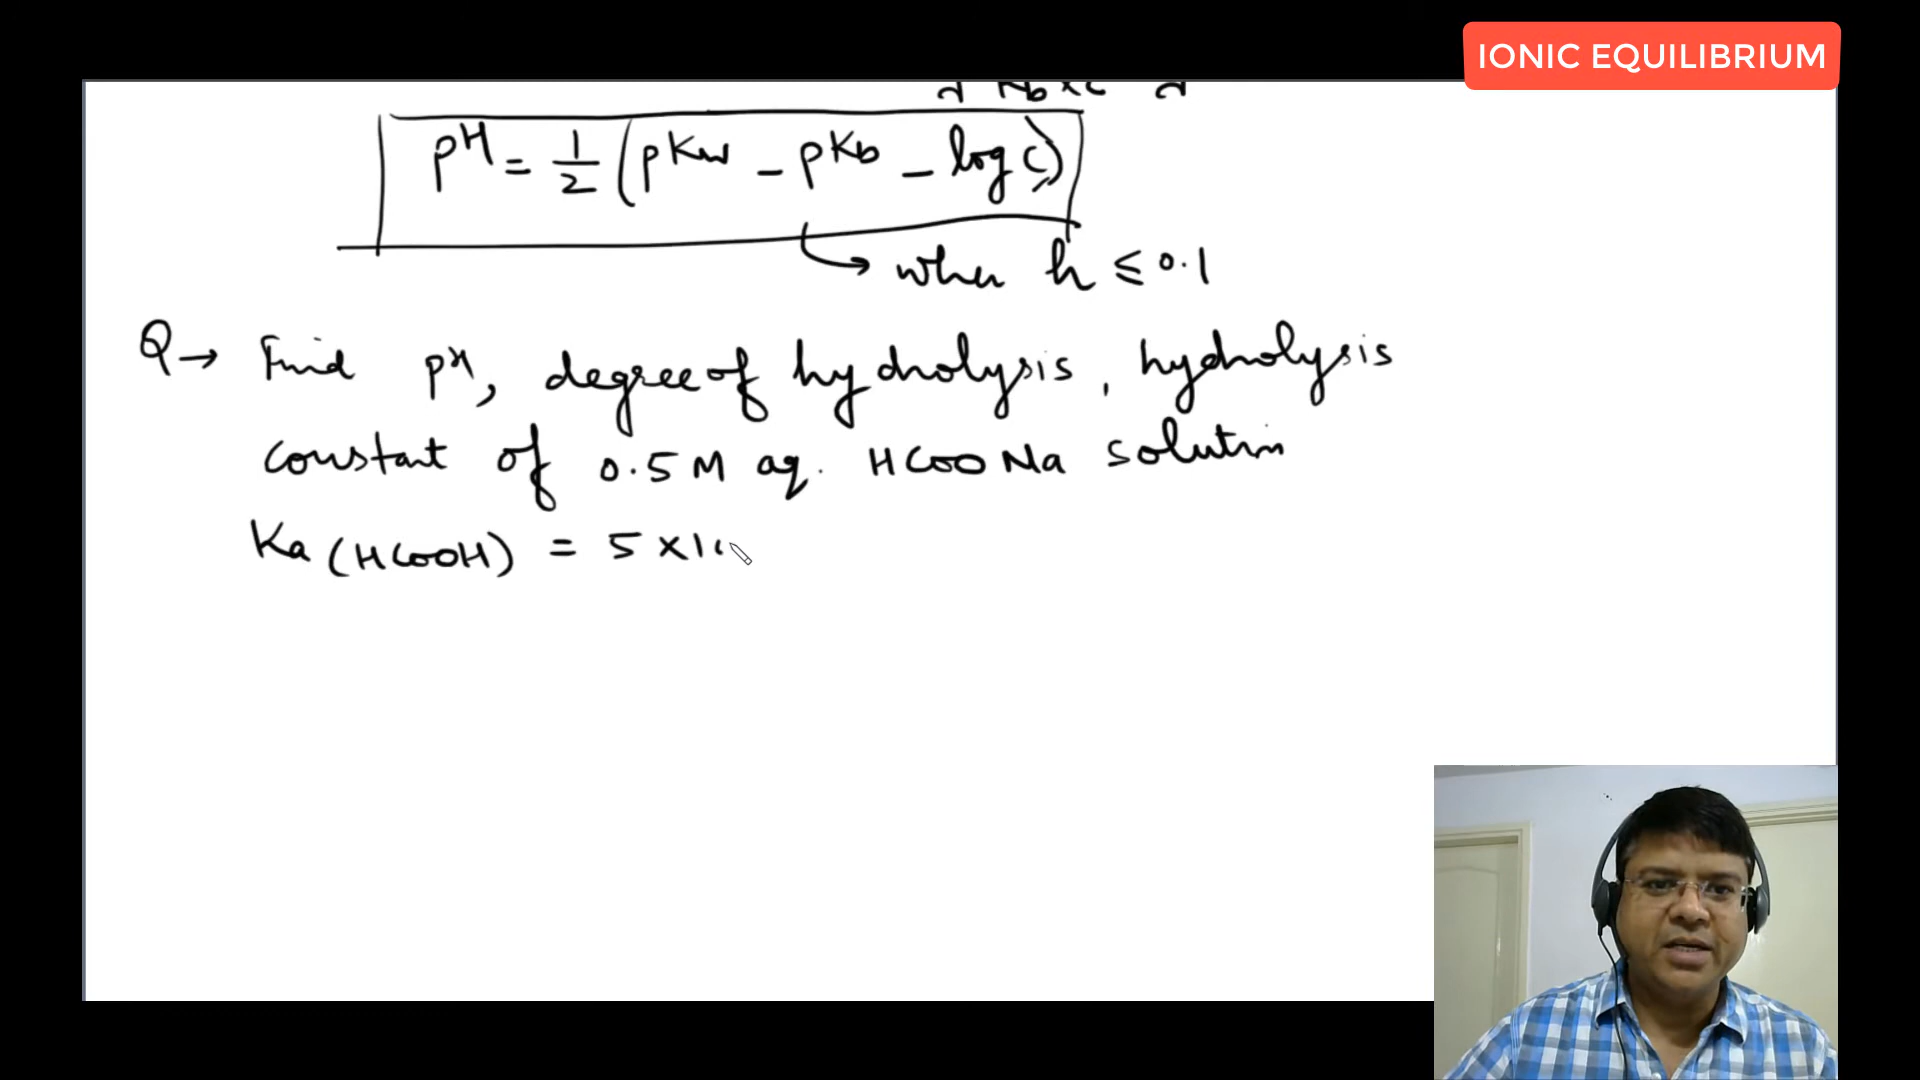 IONIC EQUILIBRIUM
pH = 1/2 (pKw - pKb - log C)
when h ≤ 0.1
Q → Find pH, degree of hydrolysis, hydrolysis
constant of 0.5 M aq. HCOONa solution
Ka (HCOOH) = 5 × 10